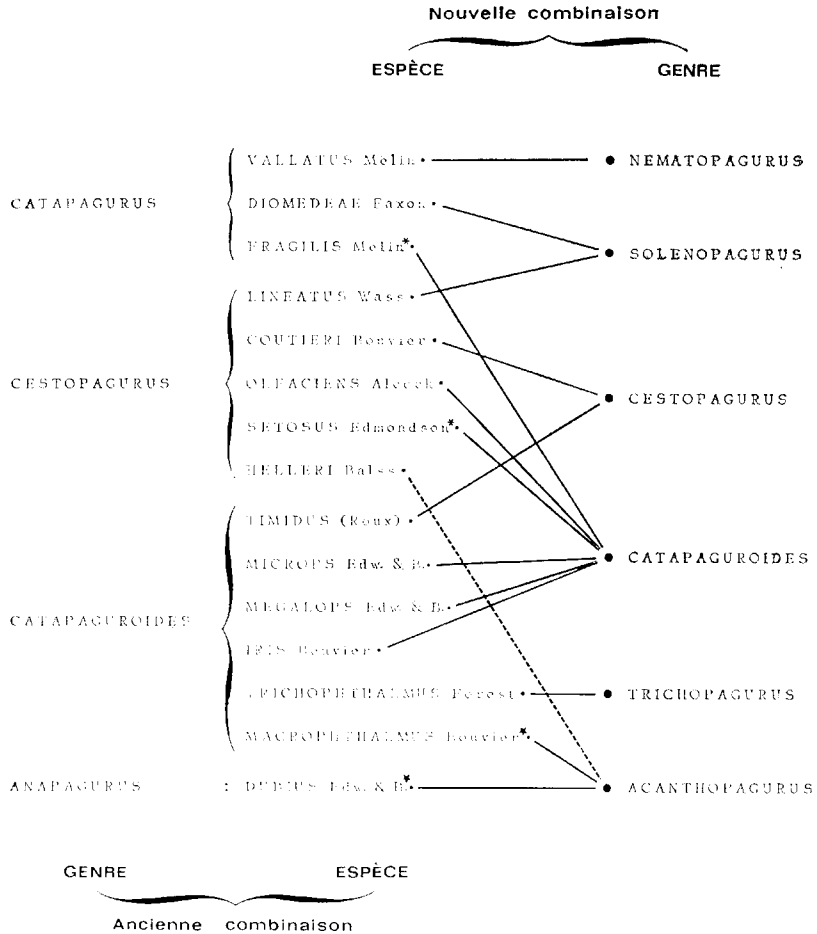 Nouvelle combinaison
ESPÈCE GENRE
VALLATUS Melin • • NEMATOPAGURUS
CATAPAGURUS DIOMEDEAE Faxon •
FRAGILIS Melin* • • SOLENOPAGURUS
LINEATUS Wass •
COUTIERI Bouvier •
CESTOPAGURUS OLFACIENS Alcock • • CESTOPAGURUS
SETOSUS Edmondson* •
HELLERI Balss •
TIMIDUS (Roux) •
MICROPS Edw. & B. • • CATAPAGUROIDES
MEGALOPS Edw. & B. •
CATAPAGUROIDES
IRIS Bouvier •
TRICHOPHTHALMUS Forest • • TRICHOPAGURUS
MACROPHTHALMUS Bouvier* •
ANAPAGURUS : DUBIUS Edw. & B.* • • ACANTHOPAGURUS
GENRE ESPÈCE
Ancienne combinaison